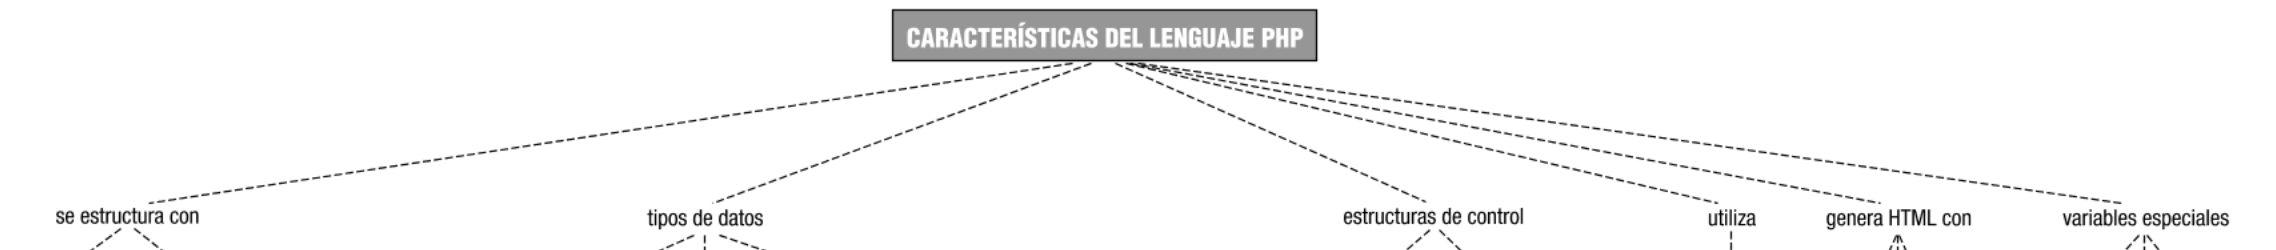 CARACTERÍSTICAS DEL LENGUAJE PHP
se estructura con
tipos de datos
estructuras de control
utiliza
genera HTML con
variables especiales